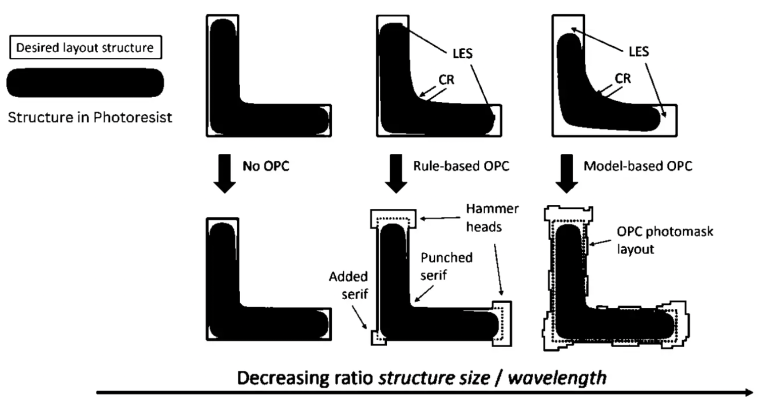 Desired layout structure
Structure in Photoresist
LES
CR
LES
CR
No OPC
Rule-based OPC
Model-based OPC
Hammer
heads
Added
serif
Punched
serif
OPC photomask
layout
Decreasing ratio structure size / wavelength